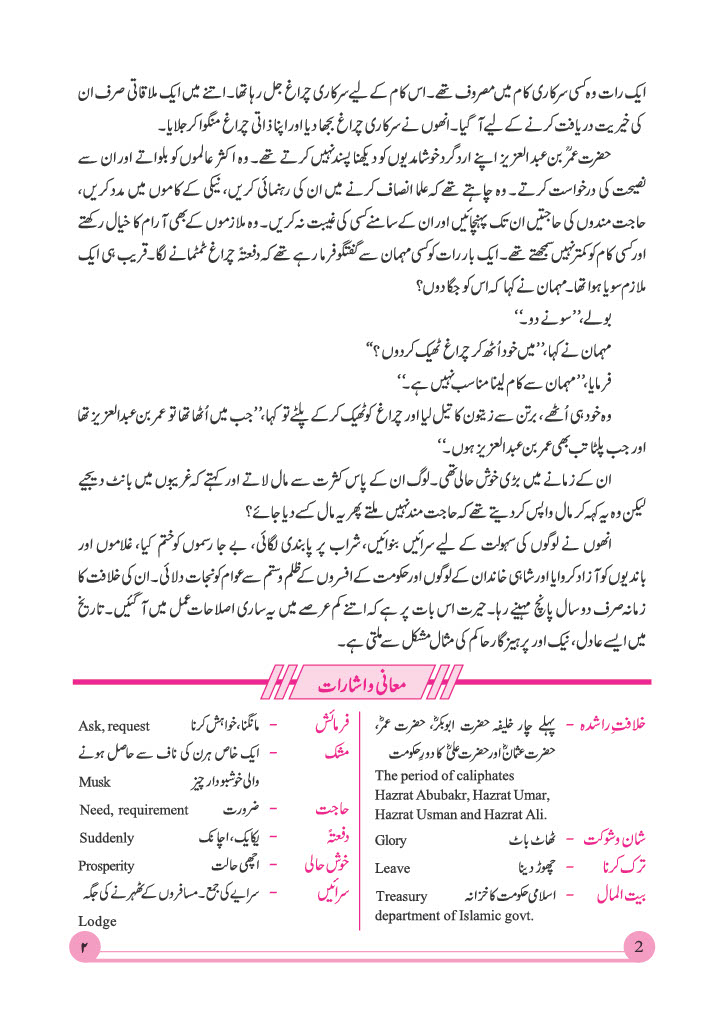 ایک رات وہ کسی سرکاری کام میں مصروف تھے۔ اس کام کے لیے سرکاری چراغ جل رہا تھا۔ اتنے میں ایک ملاقاتی صرف ان
کی خیریت دریافت کرنے کے لیے آ گیا۔ انھوں نے سرکاری چراغ بجھا دیا اور اپنا ذاتی چراغ منگوا کر جلایا۔
حضرت عمرؒ بن عبدالعزیز اپنے اردگرد خوشامدیوں کو دیکھنا پسند نہیں کرتے تھے۔ وہ اکثر عالموں کو بلواتے اور ان سے
نصیحت کی درخواست کرتے۔ وہ چاہتے تھے کہ علما انصاف کرنے میں ان کی رہنمائی کریں، نیکی کے کاموں میں مدد کریں،
حاجت مندوں کی حاجتیں ان تک پہنچائیں اور ان کے سامنے کسی کی غیبت نہ کریں۔ وہ ملازموں کے بھی آرام کا خیال رکھتے
اور کسی کام کو کمتر نہیں سمجھتے تھے۔ ایک بار رات کو کسی مہمان سے گفتگو فرما رہے تھے کہ دفعتہً چراغ ٹمٹمانے لگا۔ قریب ہی ایک
ملازم سویا ہوا تھا۔ مہمان نے کہا کہ اس کو جگا دوں؟
بولے، ’’سونے دو۔‘‘
مہمان نے کہا، ’’میں خود اُٹھ کر چراغ ٹھیک کر دوں؟‘‘
فرمایا، ’’مہمان سے کام لینا مناسب نہیں ہے۔‘‘
وہ خود ہی اُٹھے، برتن سے زیتون کا تیل لیا اور چراغ کو ٹھیک کر کے پلٹے تو کہا، ’’جب میں اُٹھا تھا تو عمر بن عبدالعزیز تھا
اور جب پلٹا تب بھی عمر بن عبدالعزیز ہوں۔‘‘
ان کے زمانے میں بڑی خوش حالی تھی۔ لوگ ان کے پاس کثرت سے مال لاتے اور کہتے کہ غریبوں میں بانٹ دیجیے
لیکن وہ یہ کہہ کر مال واپس کر دیتے تھے کہ حاجت مند نہیں ملتے پھر یہ مال کسے دیا جائے؟
انھوں نے لوگوں کی سہولت کے لیے سرائیں بنوائیں، شراب پر پابندی لگائی، بے جا رسموں کو ختم کیا، غلاموں اور
باندیوں کو آزاد کروایا اور شاہی خاندان کے لوگوں اور حکومت کے افسروں کے ظلم و ستم سے عوام کو نجات دلائی۔ ان کی خلافت کا
زمانہ صرف دو سال پانچ مہینے رہا۔ حیرت اس بات پر ہے کہ اتنے کم عرصے میں یہ ساری اصلاحات عمل میں آ گئیں۔ تاریخ
میں ایسے عادل، نیک اور پرہیزگار حاکم کی مثال مشکل سے ملتی ہے۔
معانی و اشارات
خلافتِ راشدہ – پہلے چار خلیفہ حضرت ابوبکرؓ، حضرت عمرؓ،
حضرت عثمانؓ اور حضرت علیؓ کا دورِ حکومت
The period of caliphates
Hazrat Abubakr, Hazrat Umar,
Hazrat Usman and Hazrat Ali.
شان و شوکت – ٹھاٹ باٹ Glory
ترک کرنا – چھوڑ دینا Leave
بیت المال – اسلامی حکومت کا خزانہ Treasury
department of Islamic govt.
فرمائش – مانگنا، خواہش کرنا Ask, request
مشک – ایک خاص ہرن کی ناف سے حاصل ہونے
والی خوشبودار چیز Musk
حاجت – ضرورت Need, requirement
دفعتہً – یکایک، اچانک Suddenly
خوش حالی – اچھی حالت Prosperity
سرائیں – سرایے کی جمع۔ مسافروں کے ٹھہرنے کی جگہ
Lodge
۲
2